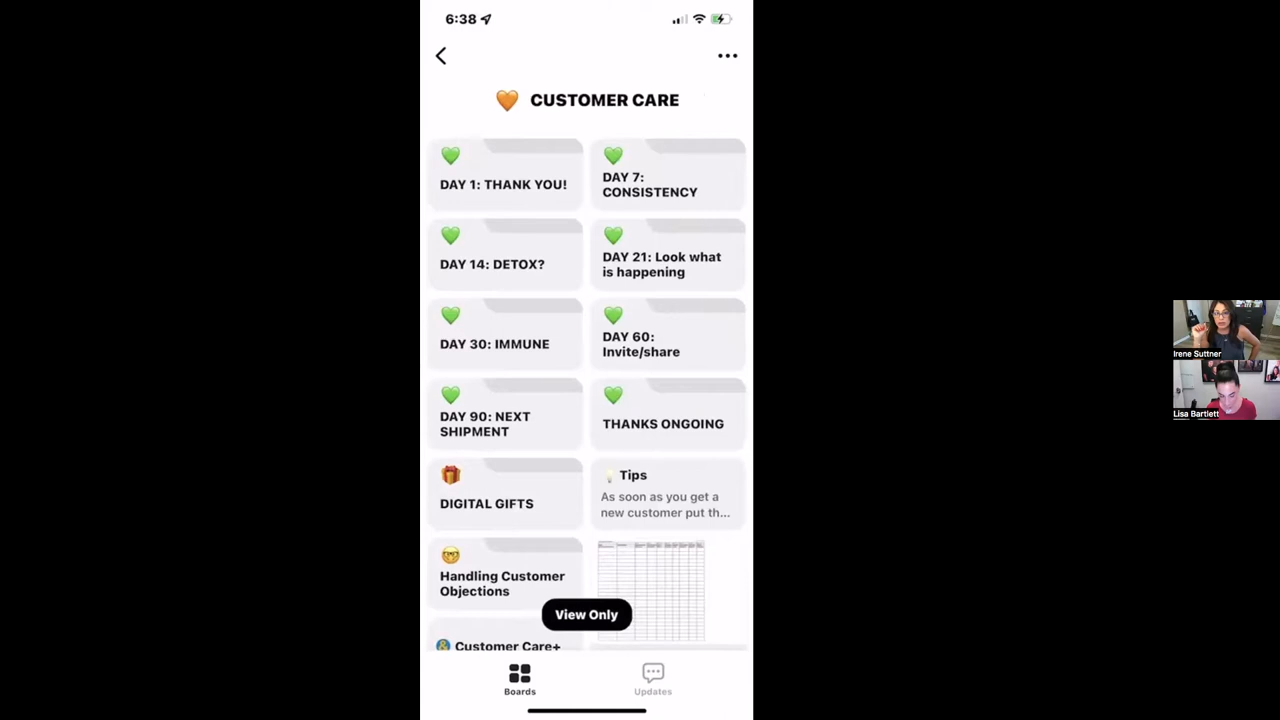 6:38
CUSTOMER CARE
DAY 1: THANK YOU!
DAY 7:
CONSISTENCY
DAY 14: DETOX?
DAY 21: Look what
is happening
DAY 30: IMMUNE
DAY 60:
Invite/share
DAY 90: NEXT
SHIPMENT
THANKS ONGOING
DIGITAL GIFTS
Tips
As soon as you get a
new customer put th...
Handling Customer
Objections
View Only
Customer Care+
Boards
Updates
Irene Suttner
Lisa Bartlett